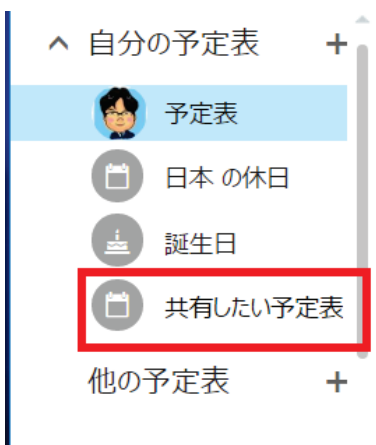 自分の予定表 +
予定表
日本 の休日
誕生日
共有したい予定表
他の予定表 +